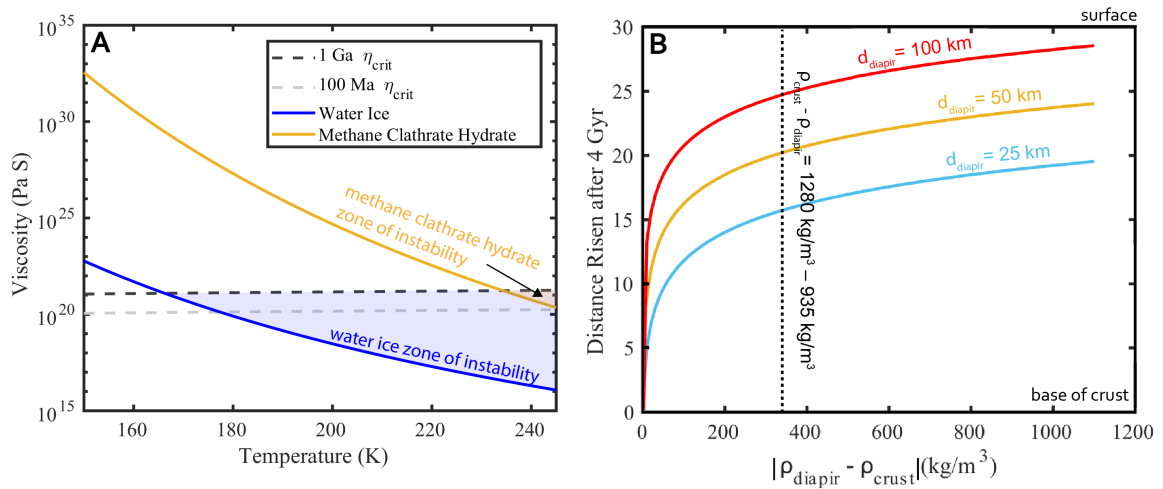 A
10^35
10^30
10^25
10^20
10^15
Viscosity (Pa S)
1 Ga η_crit
100 Ma η_crit
Water Ice
Methane Clathrate Hydrate
methane clathrate hydrate
zone of instability
water ice zone of instability
160
180
200
220
240
Temperature (K)
surface
B
30
25
20
15
10
5
0
Distance Risen after 4 Gyr
d_diapir = 100 km
d_diapir = 50 km
d_diapir = 25 km
ρ_crust - ρ_diapir = 1280 kg/m³ – 935 kg/m³
base of crust
0
200
400
600
800
1000
1200
|ρ_diapir - ρ_crust|(kg/m³)